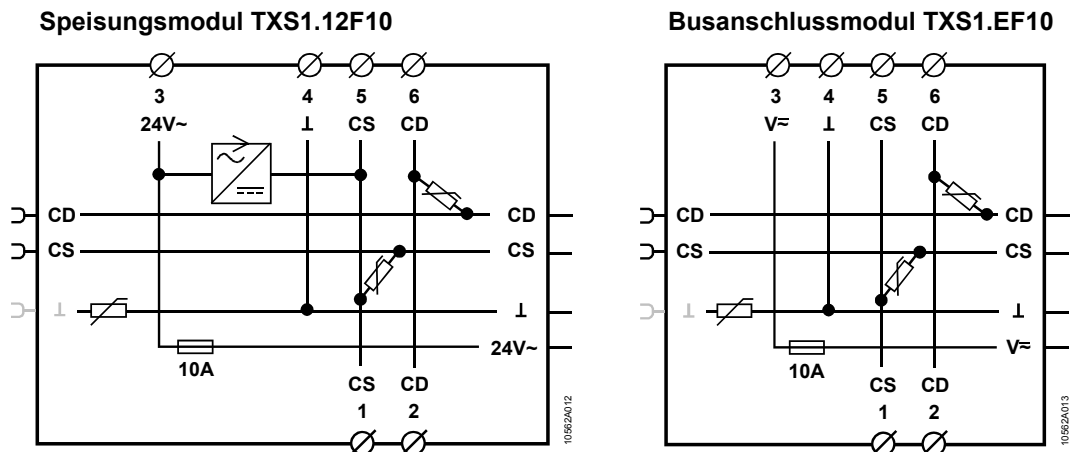 Speisungsmodul TXS1.12F10
3 4 5 6
24V~ ⊥ CS CD
CD CD
CS CS
⊥ ⊥
24V~
10A
CS CD
1 2
10562A012
Busanschlussmodul TXS1.EF10
3 4 5 6
V≂ ⊥ CS CD
CD CD
CS CS
⊥ ⊥
V≂
10A
CS CD
1 2
10562A013